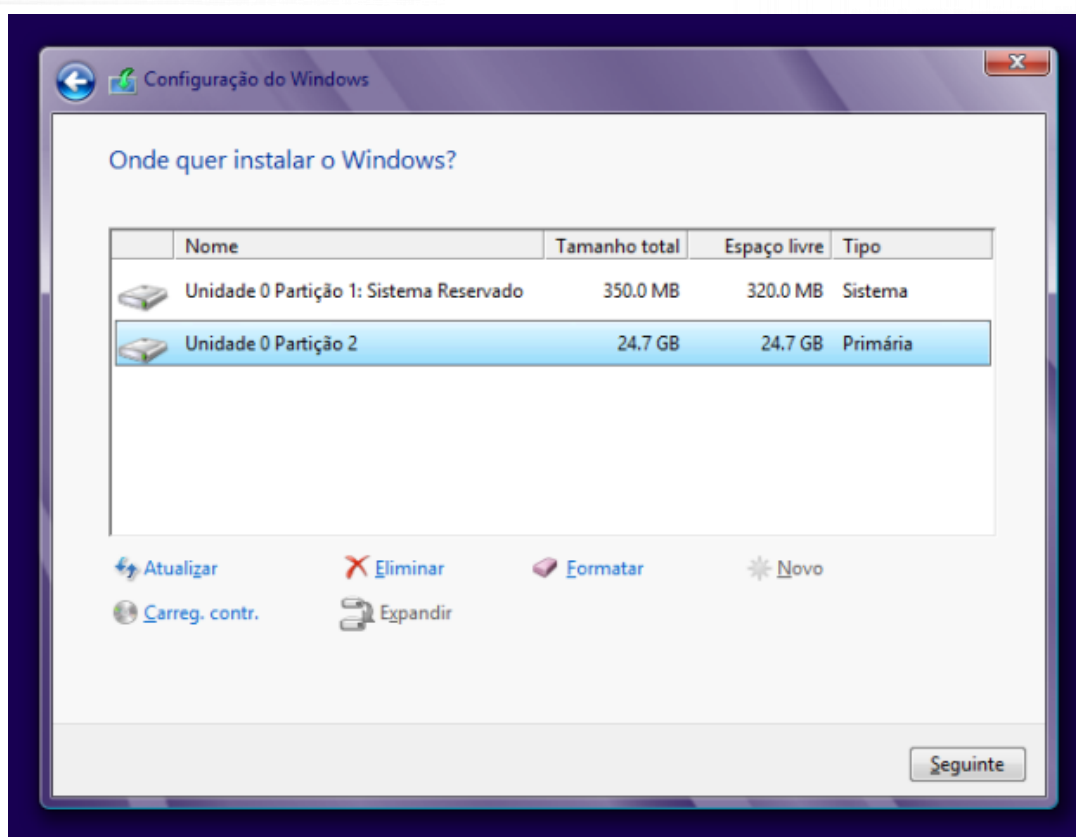 Configuração do Windows
Onde quer instalar o Windows?
Nome Tamanho total Espaço livre Tipo
Unidade 0 Partição 1: Sistema Reservado 350.0 MB 320.0 MB Sistema
Unidade 0 Partição 2 24.7 GB 24.7 GB Primária
Atualizar Eliminar Formatar Novo
Carreg. contr. Expandir
Seguinte